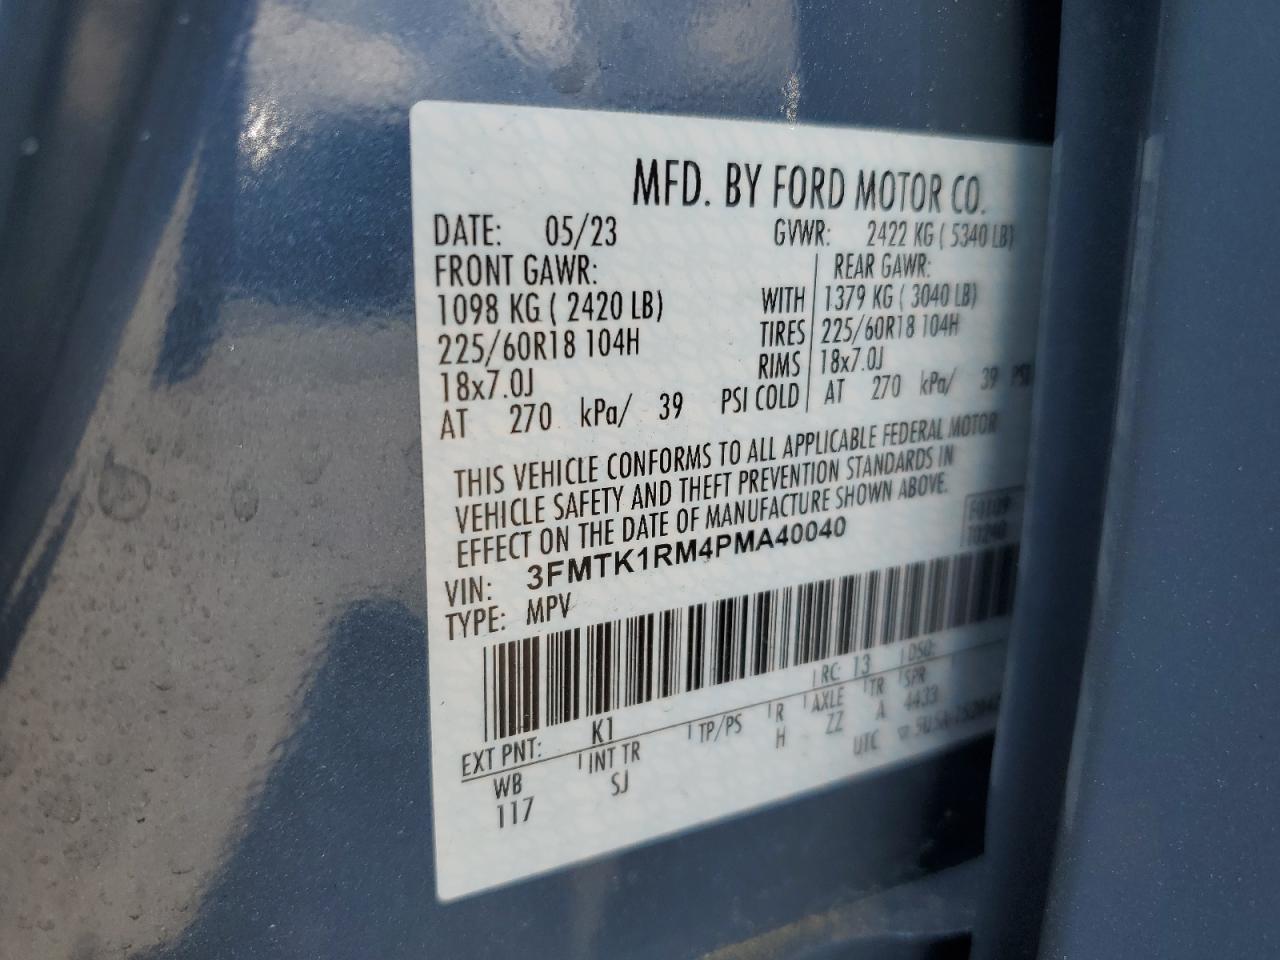 MFD. BY FORD MOTOR CO.
DATE: 05/23 GVWR: 2422 KG ( 5340 LB)
FRONT GAWR: REAR GAWR:
1098 KG ( 2420 LB) WITH 1379 KG ( 3040 LB)
225/60R18 104H TIRES 225/60R18 104H
18x7.0J RIMS 18x7.0J
AT 270 kPa/ 39 PSI COLD AT 270 kPa/ 39 PSI
THIS VEHICLE CONFORMS TO ALL APPLICABLE FEDERAL MOTOR
VEHICLE SAFETY AND THEFT PREVENTION STANDARDS IN
EFFECT ON THE DATE OF MANUFACTURE SHOWN ABOVE.
VIN: 3FMTK1RM4PMA40040
TYPE: MPV
EXT PNT: K1 RC: 13 DSO:
WB INT TR TP/PS R AXLE TR SPR
117 SJ H ZZ A 4433
UTC